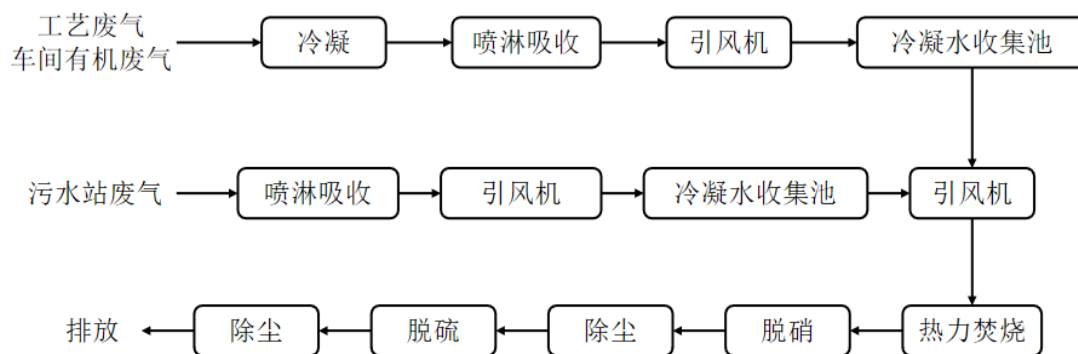 工艺废气
车间有机废气
冷凝
喷淋吸收
引风机
冷凝水收集池
污水站废气
喷淋吸收
引风机
冷凝水收集池
引风机
排放
除尘
脱硫
除尘
脱硝
热力焚烧